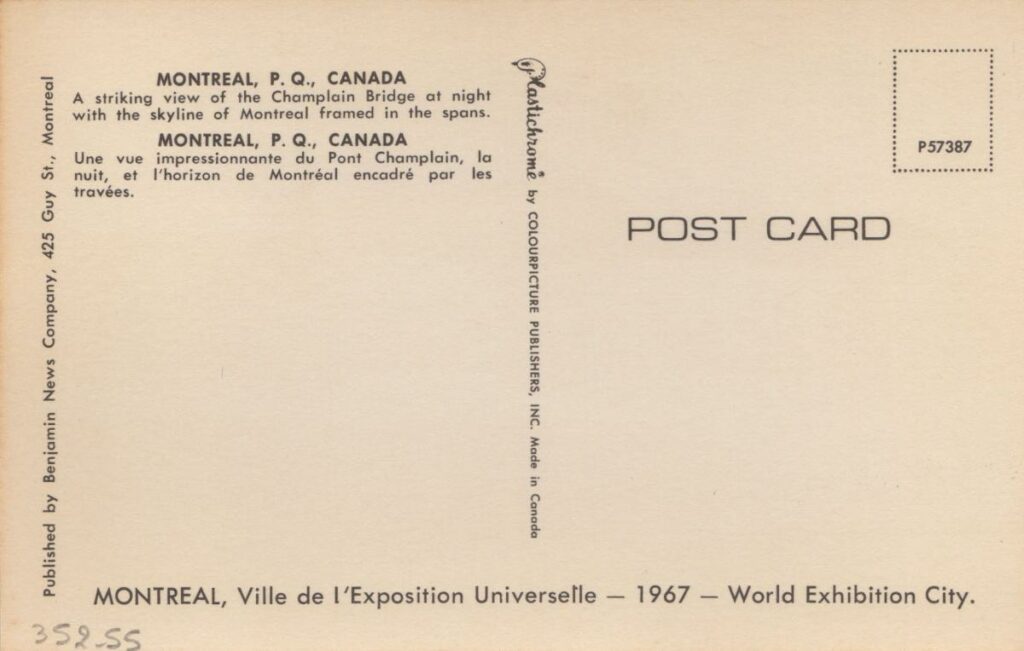 MONTREAL, P. Q., CANADA
A striking view of the Champlain Bridge at night
with the skyline of Montreal framed in the spans.
MONTREAL, P. Q., CANADA
Une vue impressionnante du Pont Champlain, la
nuit, et l'horizon de Montréal encadré par les
travées.
Published by Benjamin News Company, 425 Guy St., Montreal
Plastichrome® by COLOURPICTURE PUBLISHERS, INC. Made in Canada
P57387
POST CARD
MONTREAL, Ville de l'Exposition Universelle — 1967 — World Exhibition City.
352-55